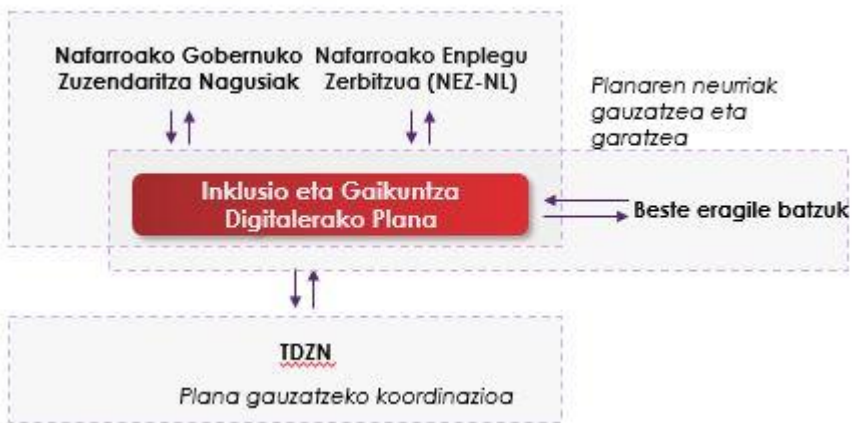 Nafarroako Gobernuko
Zuzendaritza Nagusiak
Nafarroako Enplegu
Zerbitzua (NEZ-NL)
Planaren neurriak
gauzatzea eta
garatzea
Inklusio eta Gaikuntza
Digitalerako Plana
Beste eragile batzuk
TDZN
Plana gauzatzeko koordinazioa